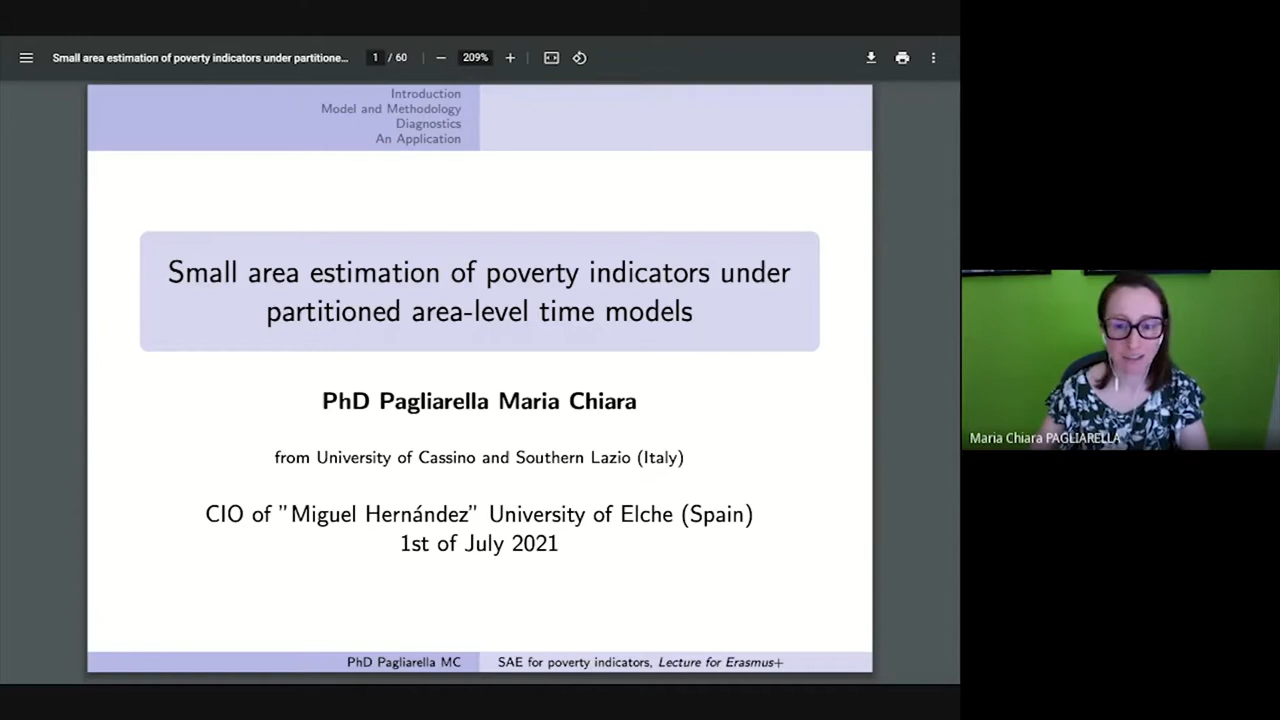 Small area estimation of poverty indicators under partitione...
1 / 60
209%
Introduction
Model and Methodology
Diagnostics
An Application
Small area estimation of poverty indicators under
partitioned area-level time models
PhD Pagliarella Maria Chiara
from University of Cassino and Southern Lazio (Italy)
CIO of "Miguel Hernández" University of Elche (Spain)
1st of July 2021
PhD Pagliarella MC
SAE for poverty indicators, Lecture for Erasmus+
Maria Chiara PAGLIARELLA